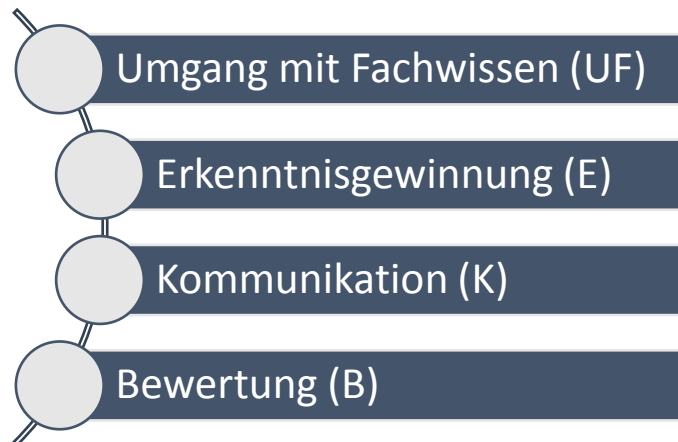 Umgang mit Fachwissen (UF)
Erkenntnisgewinnung (E)
Kommunikation (K)
Bewertung (B)